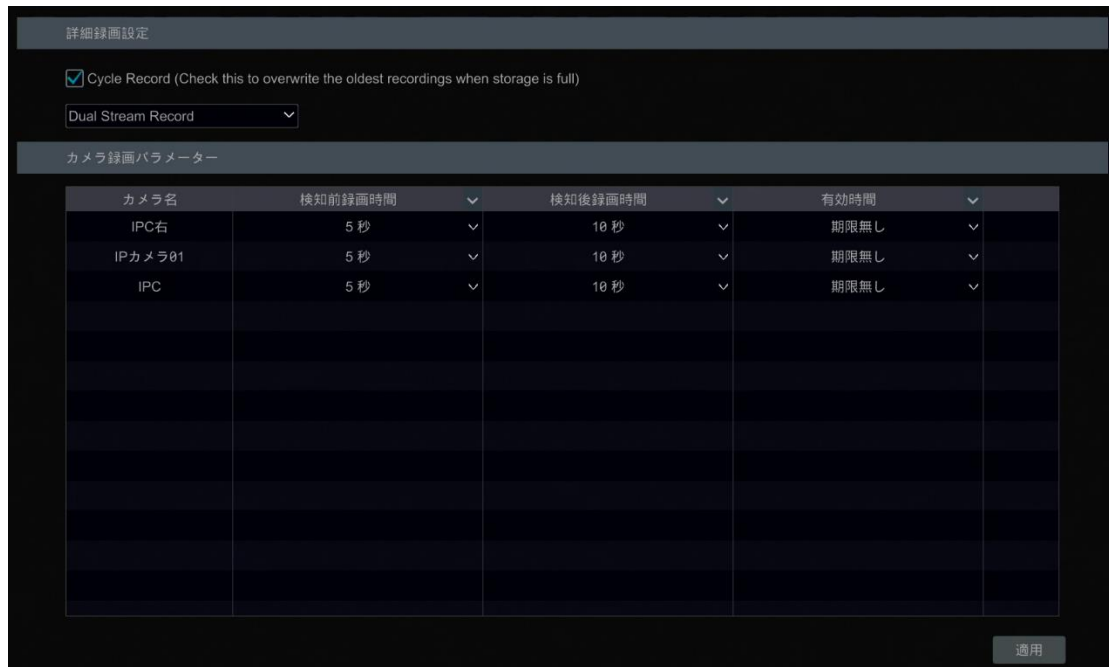 詳細録画設定
Cycle Record (Check this to overwrite the oldest recordings when storage is full)
Dual Stream Record
カメラ録画パラメーター
カメラ名 検知前録画時間 検知後録画時間 有効時間
IPC右 5 秒 10 秒 期限無し
IPカメラ01 5 秒 10 秒 期限無し
IPC 5 秒 10 秒 期限無し
適用